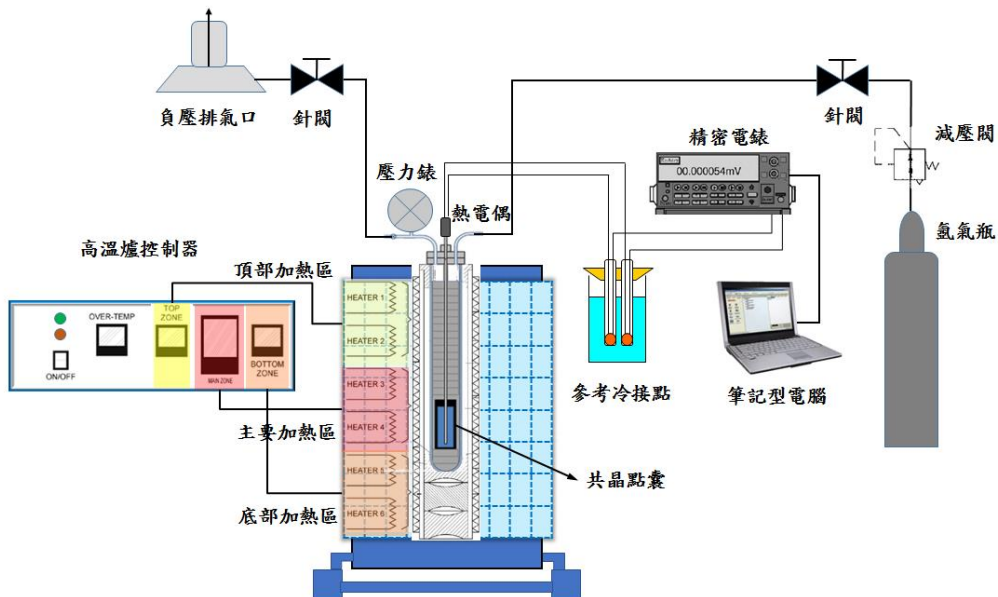 負壓排氣口
針閥
針閥
減壓閥
精密電錶
00.000054mV
壓力錶
熱電偶
氬氣瓶
高溫爐控制器
頂部加熱區
OVER-TEMP
TOP
ZONE
ON/OFF
MAIN ZONE
BOTTOM
ZONE
HEATER 1
HEATER 2
HEATER 3
HEATER 4
HEATER 5
HEATER 6
主要加熱區
底部加熱區
參考冷接點
筆記型電腦
共晶點囊